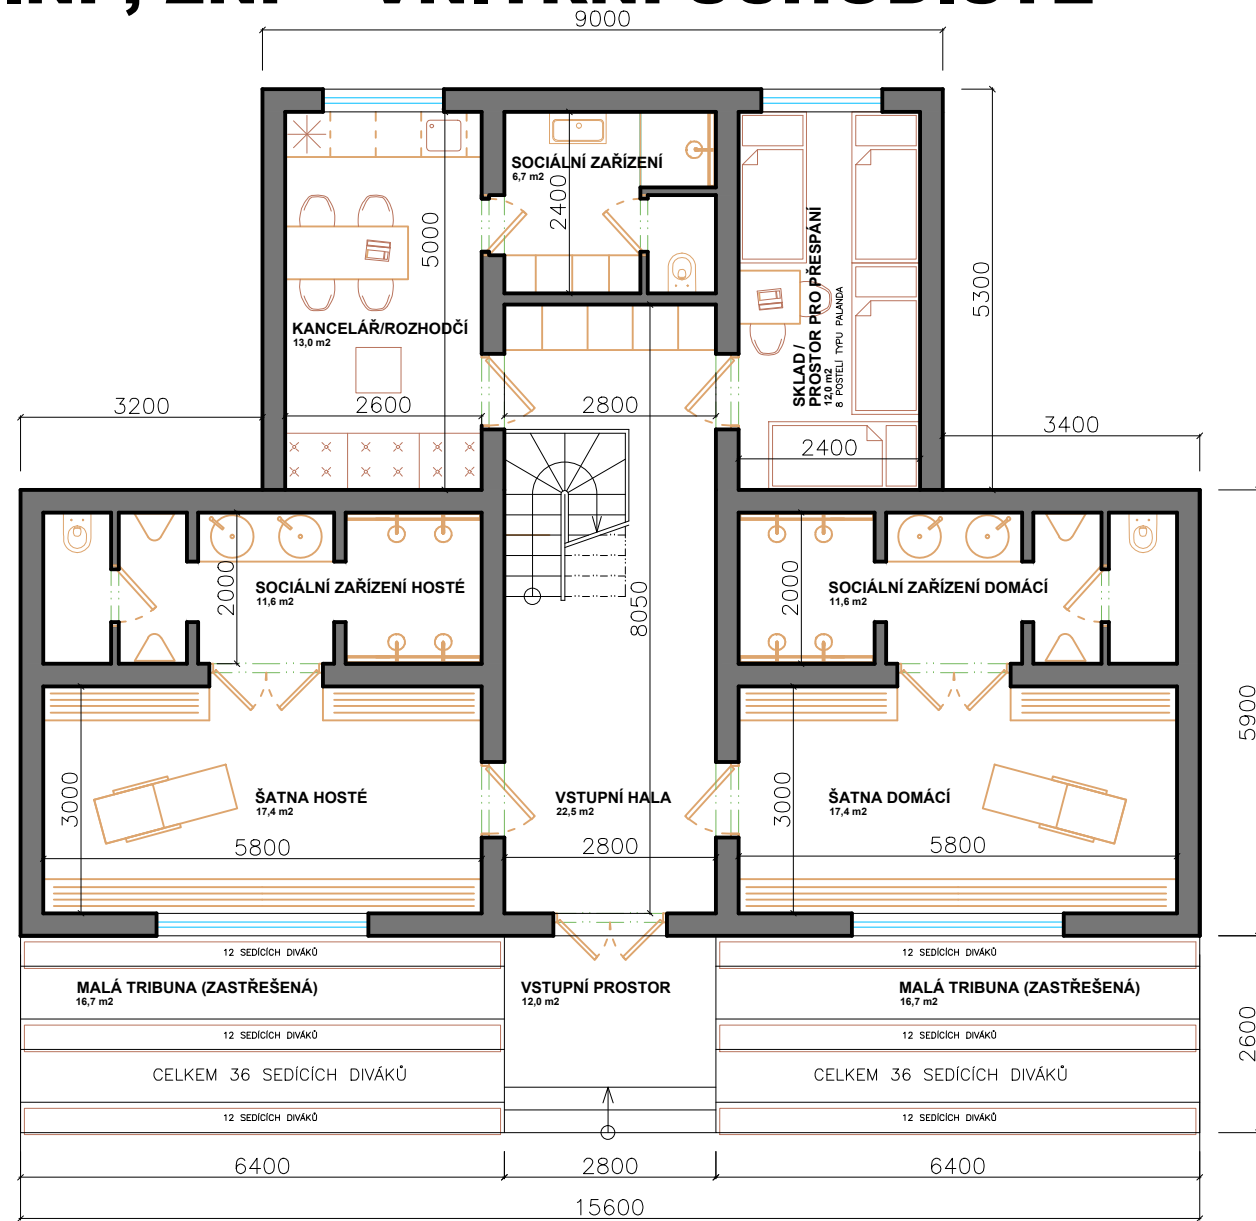 9000
SOCIÁLNÍ ZAŘÍZENÍ
6,7 m2
2400
5000
5300
KANCELÁŘ/ROZHODČÍ
13,0 m2
SKLAD /
PROSTOR PRO PŘESPÁNÍ
12,0 m2
8 POSTELÍ TYPU PALANDA
3200
2600
2800
2400
3400
2000
SOCIÁLNÍ ZAŘÍZENÍ HOSTÉ
11,6 m2
8050
2000
SOCIÁLNÍ ZAŘÍZENÍ DOMÁCÍ
11,6 m2
5900
3000
ŠATNA HOSTÉ
17,4 m2
VSTUPNÍ HALA
22,5 m2
3000
ŠATNA DOMÁCÍ
17,4 m2
5800
2800
5800
12 SEDÍCÍCH DIVÁKŮ
12 SEDÍCÍCH DIVÁKŮ
MALÁ TRIBUNA (ZASTŘEŠENÁ)
16,7 m2
VSTUPNÍ PROSTOR
12,0 m2
MALÁ TRIBUNA (ZASTŘEŠENÁ)
16,7 m2
2600
12 SEDÍCÍCH DIVÁKŮ
12 SEDÍCÍCH DIVÁKŮ
CELKEM 36 SEDÍCÍCH DIVÁKŮ
CELKEM 36 SEDÍCÍCH DIVÁKŮ
12 SEDÍCÍCH DIVÁKŮ
12 SEDÍCÍCH DIVÁKŮ
6400
2800
6400
15600